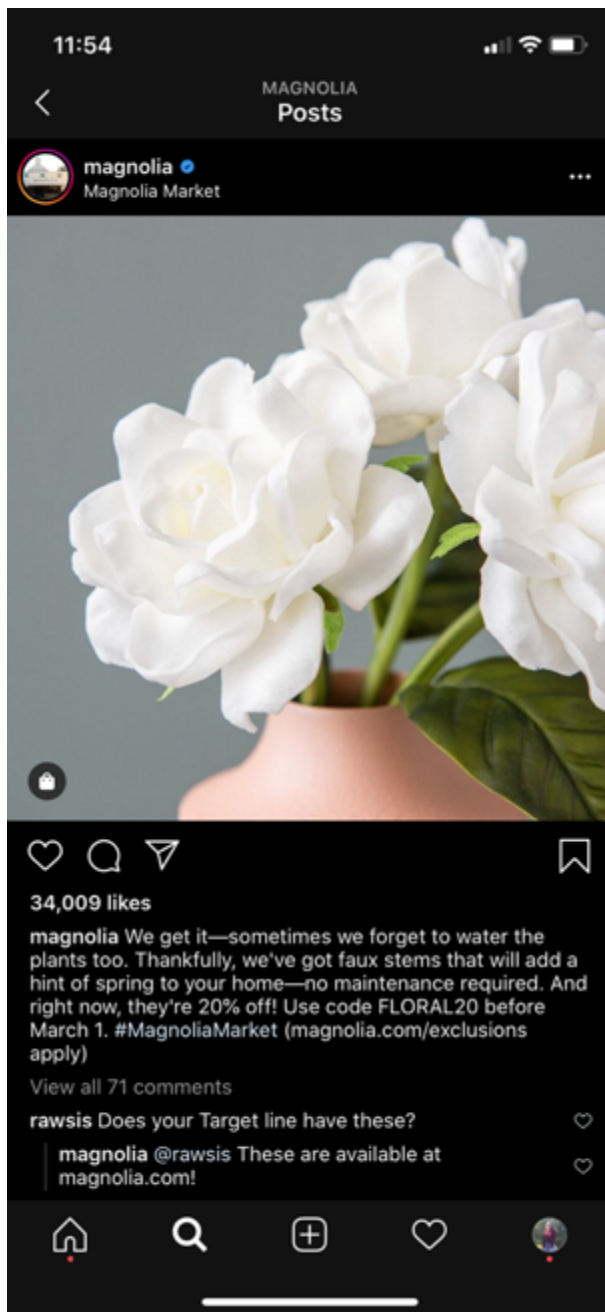 11:54
MAGNOLIA
Posts
magnolia
Magnolia Market
34,009 likes
magnolia We get it—sometimes we forget to water the
plants too. Thankfully, we've got faux stems that will add a
hint of spring to your home—no maintenance required. And
right now, they're 20% off! Use code FLORAL20 before
March 1. #MagnoliaMarket (magnolia.com/exclusions
apply)
View all 71 comments
rawsis Does your Target line have these?
magnolia @rawsis These are available at
magnolia.com!